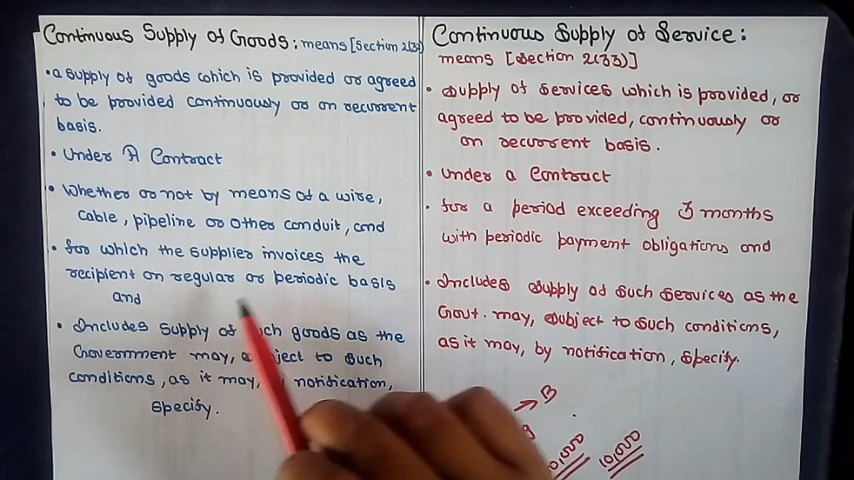 Continuous Supply of Goods: means [Section 2(32)
• a supply of goods which is provided or agreed
to be provided continuously or on recurrent
basis.
• Under A Contract
• Whether or not by means of a wire,
cable, pipeline or other conduit, and
• for which the supplier invoices the
recipient on regular or periodic basis
and
• Includes supply of such goods as the
Government may, subject to such
conditions, as it may, notification,
specify.
Continuous Supply of Service:
means [Section 2(33)]
• Supply of services which is provided, or
agreed to be provided, continuously or
on recurrent basis.
• Under a Contract
• for a period exceeding 3 months
with periodic payment obligations and
• Includes supply of such services as the
Govt. may, subject to such conditions,
as it may, by notification, specify.
→ B
10,000 10,000